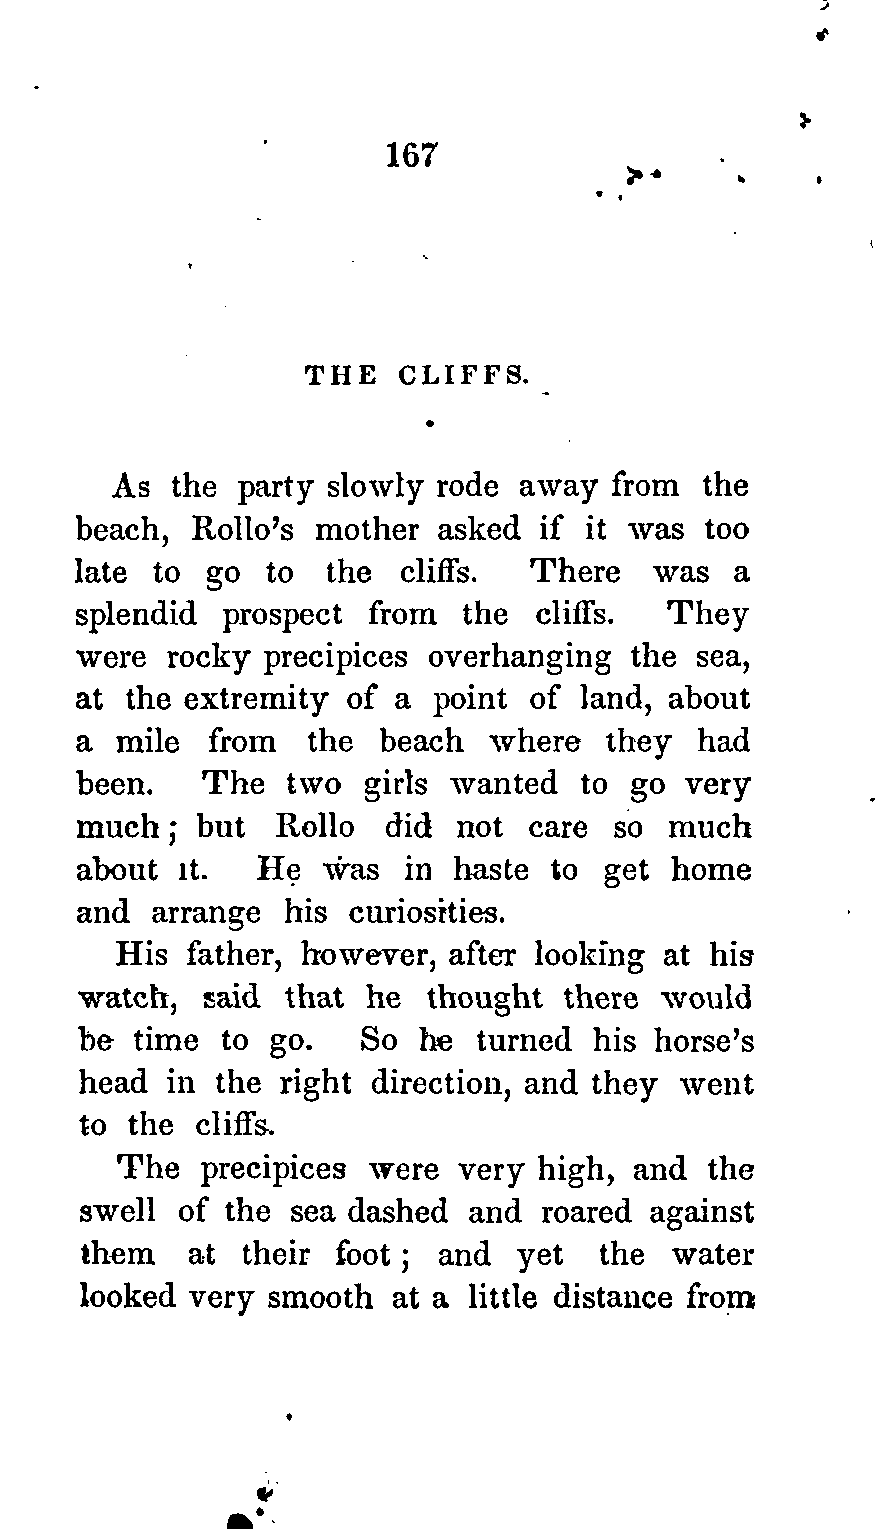 167
THE CLIFFS.
As the party slowly rode away from the
beach, Rollo's mother asked if it was too
late to go to the cliffs. There was a
splendid prospect from the cliffs. They
were rocky precipices overhanging the sea,
at the extremity of a point of land, about
a mile from the beach where they had
been. The two girls wanted to go very
much; but Rollo did not care so much
about it. He was in haste to get home
and arrange his curiosities.
His father, however, after looking at his
watch, said that he thought there would
be time to go. So he turned his horse's
head in the right direction, and they went
to the cliffs.
The precipices were very high, and the
swell of the sea dashed and roared against
them at their foot; and yet the water
looked very smooth at a little distance from